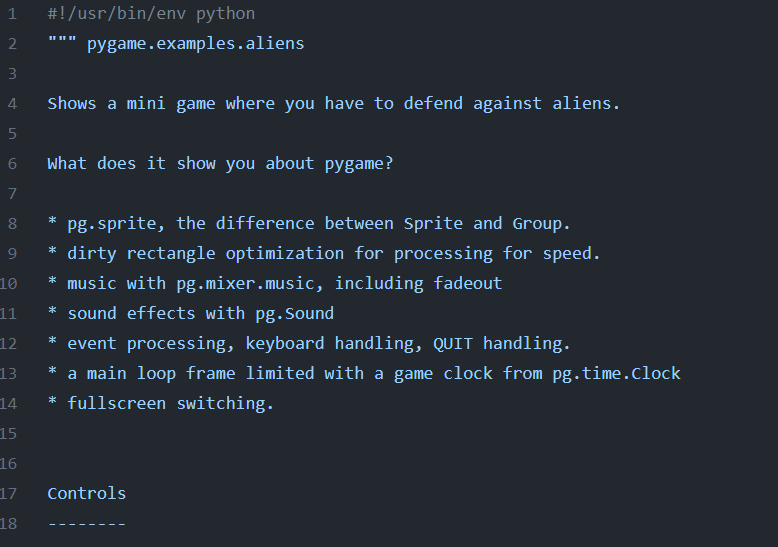 1 #!/usr/bin/env python
2 """ pygame.examples.aliens
3
4 Shows a mini game where you have to defend against aliens.
5
6 What does it show you about pygame?
7
8 * pg.sprite, the difference between Sprite and Group.
9 * dirty rectangle optimization for processing for speed.
10 * music with pg.mixer.music, including fadeout
11 * sound effects with pg.Sound
12 * event processing, keyboard handling, QUIT handling.
13 * a main loop frame limited with a game clock from pg.time.Clock
14 * fullscreen switching.
15
16
17 Controls
18 --------